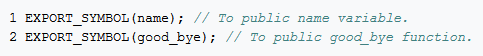 1 EXPORT_SYMBOL(name); // To public name variable.
2 EXPORT_SYMBOL(good_bye); // To public good_bye function.